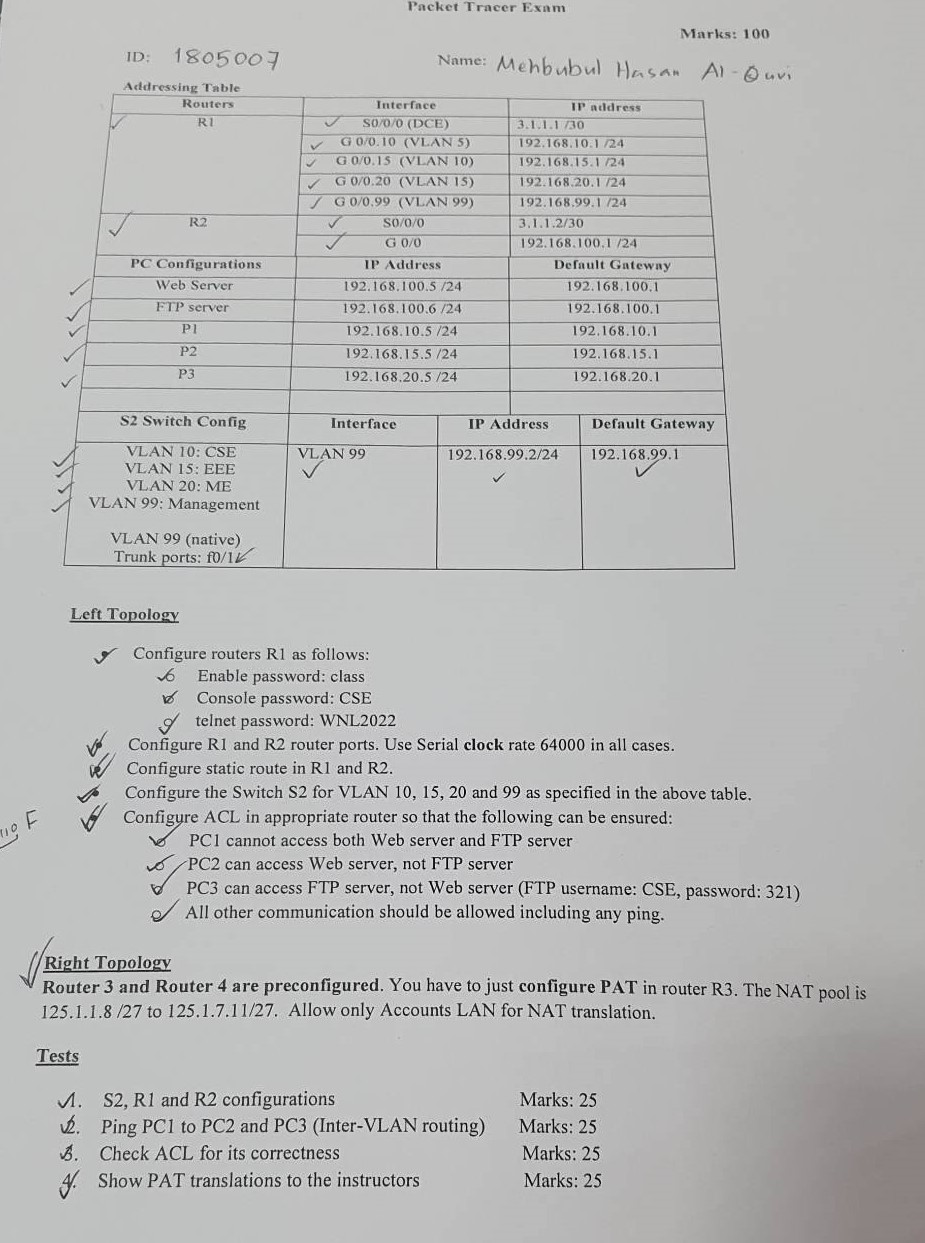 Packet Tracer Exam
Marks: 100
ID: 1805007 Name: Mehbubul Hasan Al-Quvi
Addressing Table
Routers Interface IP address
R1 S0/0/0 (DCE) 3.1.1.1 /30
G 0/0.10 (VLAN 5) 192.168.10.1 /24
G 0/0.15 (VLAN 10) 192.168.15.1 /24
G 0/0.20 (VLAN 15) 192.168.20.1 /24
G 0/0.99 (VLAN 99) 192.168.99.1 /24
R2 S0/0/0 3.1.1.2/30
G 0/0 192.168.100.1 /24
PC Configurations IP Address Default Gateway
Web Server 192.168.100.5 /24 192.168.100.1
FTP server 192.168.100.6 /24 192.168.100.1
P1 192.168.10.5 /24 192.168.10.1
P2 192.168.15.5 /24 192.168.15.1
P3 192.168.20.5 /24 192.168.20.1
S2 Switch Config Interface IP Address Default Gateway
VLAN 10: CSE VLAN 99 192.168.99.2/24 192.168.99.1
VLAN 15: EEE
VLAN 20: ME
VLAN 99: Management
VLAN 99 (native)
Trunk ports: f0/1
Left Topology
Configure routers R1 as follows:
Enable password: class
Console password: CSE
telnet password: WNL2022
Configure R1 and R2 router ports. Use Serial clock rate 64000 in all cases.
Configure static route in R1 and R2.
Configure the Switch S2 for VLAN 10, 15, 20 and 99 as specified in the above table.
F Configure ACL in appropriate router so that the following can be ensured:
PC1 cannot access both Web server and FTP server
PC2 can access Web server, not FTP server
PC3 can access FTP server, not Web server (FTP username: CSE, password: 321)
All other communication should be allowed including any ping.
Right Topology
Router 3 and Router 4 are preconfigured. You have to just configure PAT in router R3. The NAT pool is
125.1.1.8 /27 to 125.1.7.11/27. Allow only Accounts LAN for NAT translation.
Tests
1. S2, R1 and R2 configurations Marks: 25
2. Ping PC1 to PC2 and PC3 (Inter-VLAN routing) Marks: 25
3. Check ACL for its correctness Marks: 25
4. Show PAT translations to the instructors Marks: 25